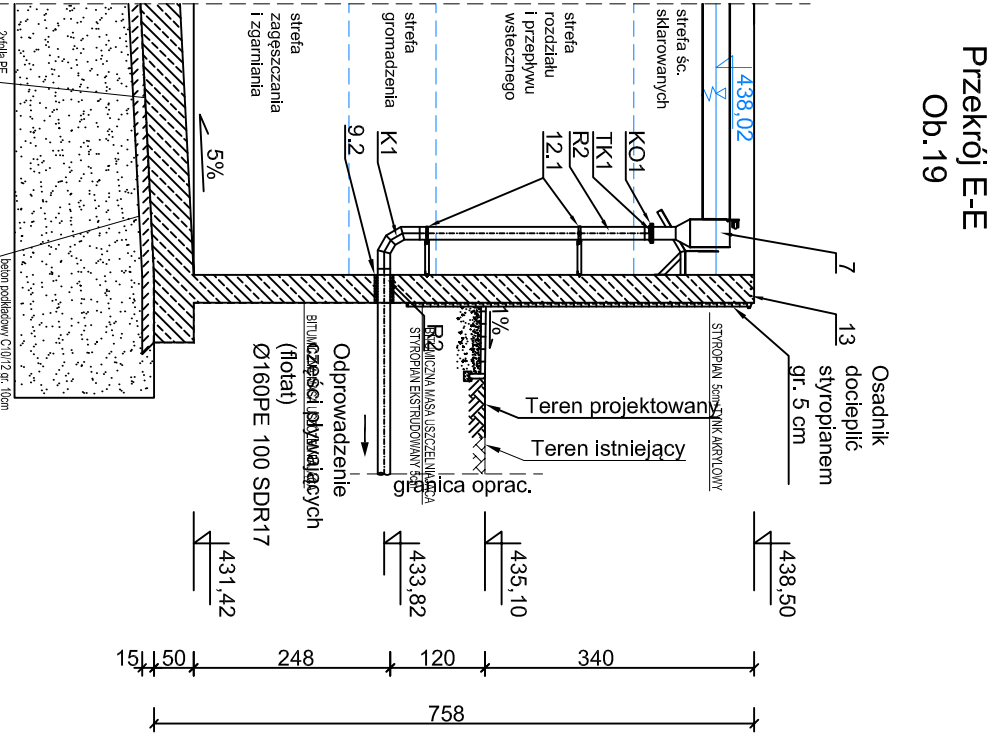 Przekrój E-E
Ob.19
438,02
strefa śc.
sklarowanych
strefa
rozdziału
i przepływu
wstecznego
strefa
gromadzenia
strefa
zagęszczania
i zgarniania
5%
KO1
TK1
R2
12.1
K1
9.2
7
13
Osadnik
docieplić
styropianem
gr. 5 cm
STYROPIAN 5cm TYNK AKRYLOWY
1%
R2
STYROPIAN EKSTRUDOWANY 5cm
Teren projektowany
Teren istniejący
granica oprac.
Odprowadzenie
części pływających
(flotat)
Ø160PE 100 SDR17
438,50
435,10
433,82
431,42
15
50
248
120
340
758
2xfolia PE
beton podkładowy C10/12 gr. 10cm